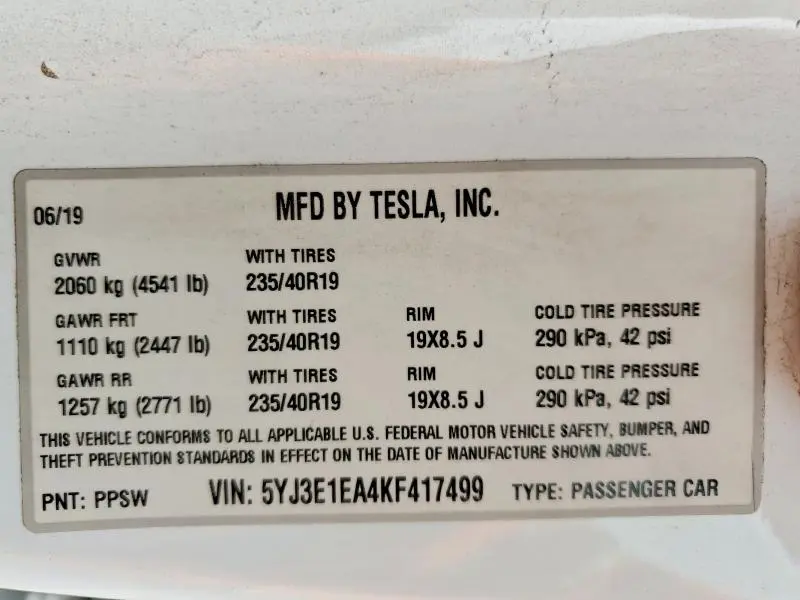 06/19 MFD BY TESLA, INC.
GVWR WITH TIRES
2060 kg (4541 lb) 235/40R19
GAWR FRT WITH TIRES RIM COLD TIRE PRESSURE
1110 kg (2447 lb) 235/40R19 19X8.5 J 290 kPa, 42 psi
GAWR RR WITH TIRES RIM COLD TIRE PRESSURE
1257 kg (2771 lb) 235/40R19 19X8.5 J 290 kPa, 42 psi
THIS VEHICLE CONFORMS TO ALL APPLICABLE U.S. FEDERAL MOTOR VEHICLE SAFETY, BUMPER, AND
THEFT PREVENTION STANDARDS IN EFFECT ON THE DATE OF MANUFACTURE SHOWN ABOVE.
PNT: PPSW VIN: 5YJ3E1EA4KF417499 TYPE: PASSENGER CAR